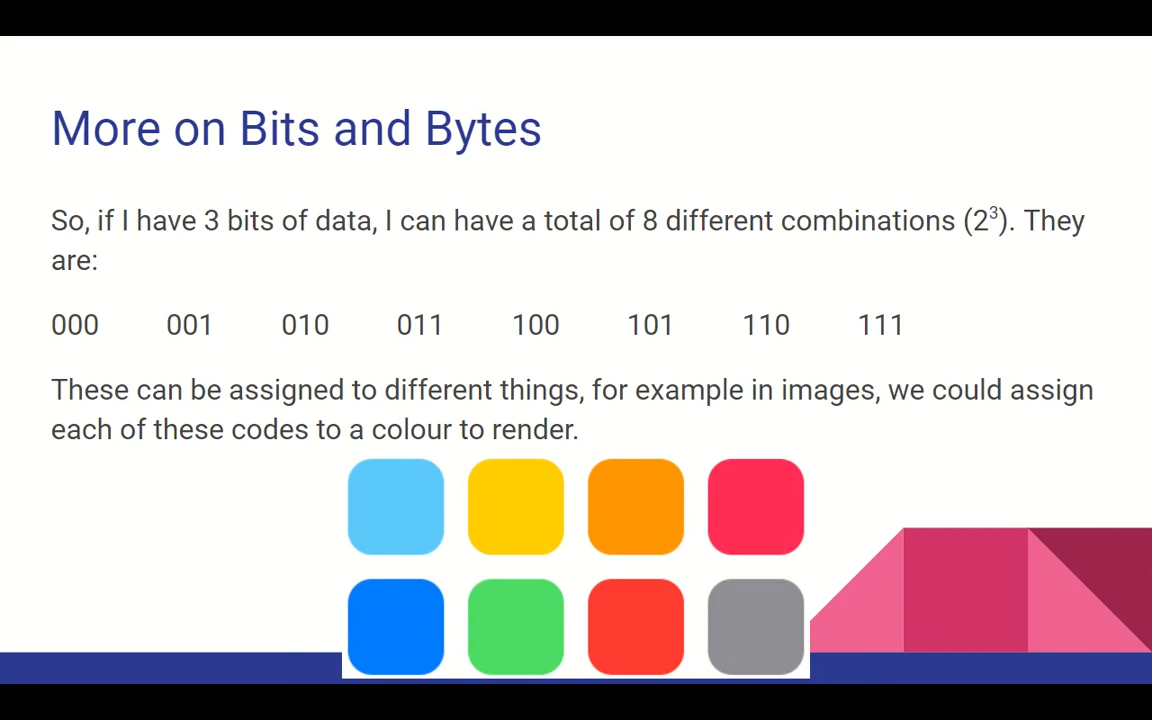 More on Bits and Bytes
So, if I have 3 bits of data, I can have a total of 8 different combinations (2³). They
are:
000 001 010 011 100 101 110 111
These can be assigned to different things, for example in images, we could assign
each of these codes to a colour to render.